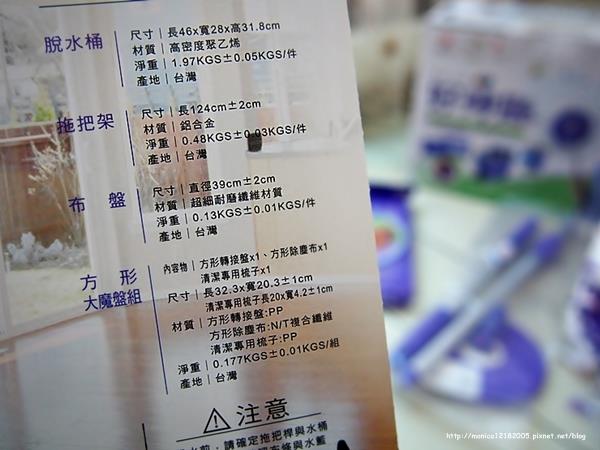 脫水桶
尺寸｜長46x寬28x高31.8cm
材質｜高密度聚乙烯
淨重｜1.97KGS±0.05KGS/件
產地｜台灣
拖把架
尺寸｜長124cm±2cm
材質｜鋁合金
淨重｜0.48KGS±0.03KGS/件
產地｜台灣
布盤
尺寸｜直徑39cm±2cm
材質｜超細耐磨纖維材質
淨重｜0.13KGS±0.01KGS/件
產地｜台灣
方形
大魔盤組
內容物｜方形轉接盤x1、方形除塵布x1
清潔專用梳子x1
尺寸｜長32.3x寬20.3±1cm
清潔專用梳子長20x寬4.2±1cm
材質｜方形轉接盤:PP
方形除塵布:N/T複合纖維
清潔專用梳子:PP
淨重｜0.177KGS±0.01KGS/組
產地｜台灣
注意
請確定拖把桿與水桶
http://monica12182005.pixnet.net/blog